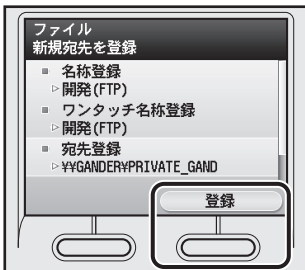 ファイル
新規宛先を登録
■ 名称登録
▷開発(FTP)
■ ワンタッチ名称登録
▷開発(FTP)
■ 宛先登録
▷¥¥GANDER¥PRIVATE_GAND
登録